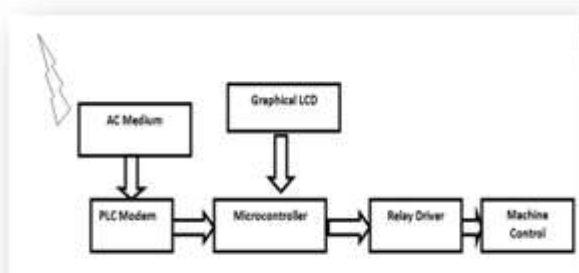 Graphical LCD
AC Medium
PLC Modem
Microcontroller
Relay Driver
Machine
Control